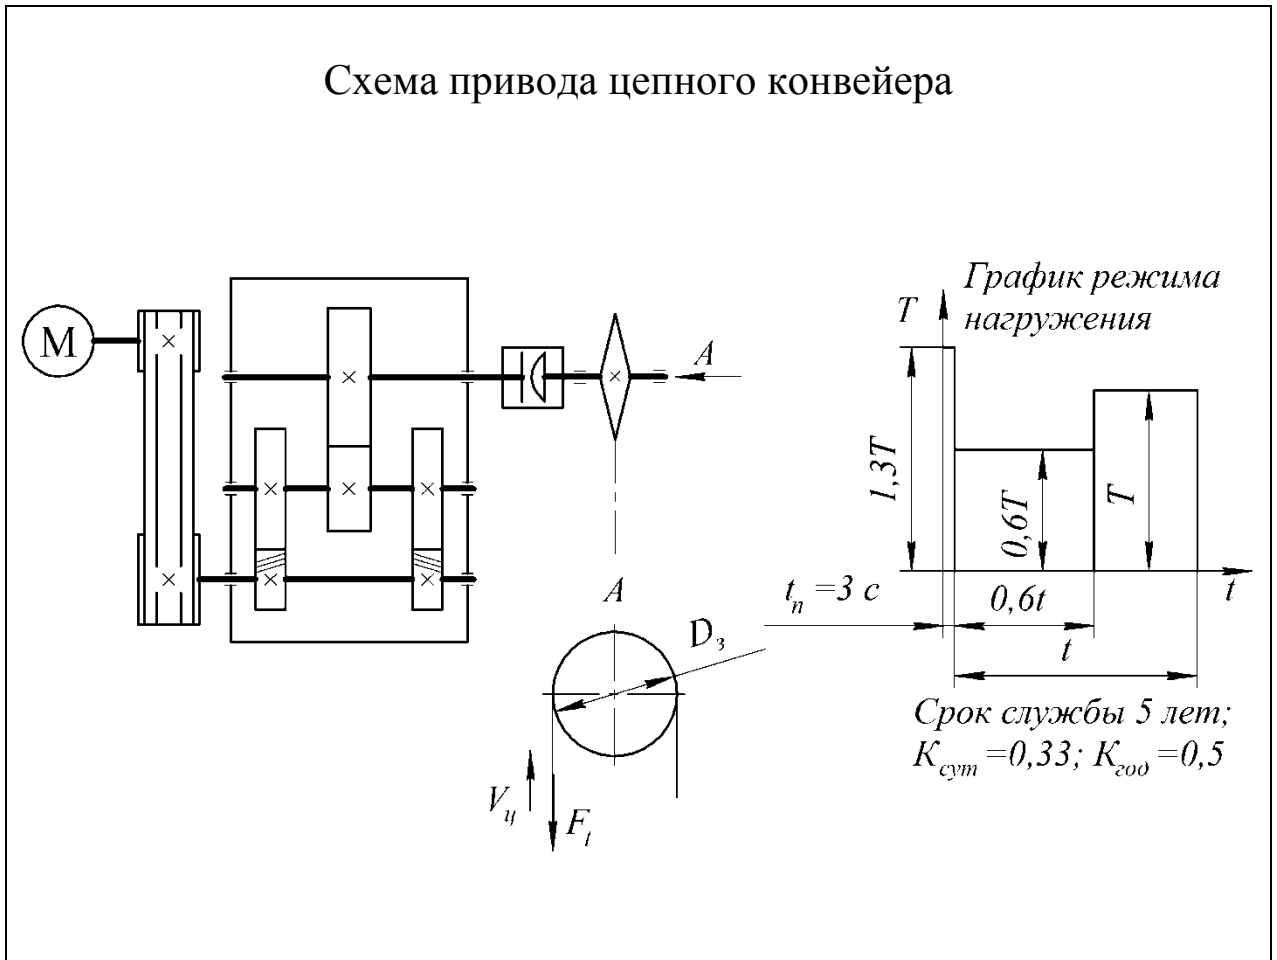 Схема привода цепного конвейера
График режима
нагружения
T
M
A
1,3T
0,6T
T
t
t_п =3 с
0,6t
t
A
D_з
Срок службы 5 лет;
K_сут =0,33; K_год =0,5
V_ц
F_t